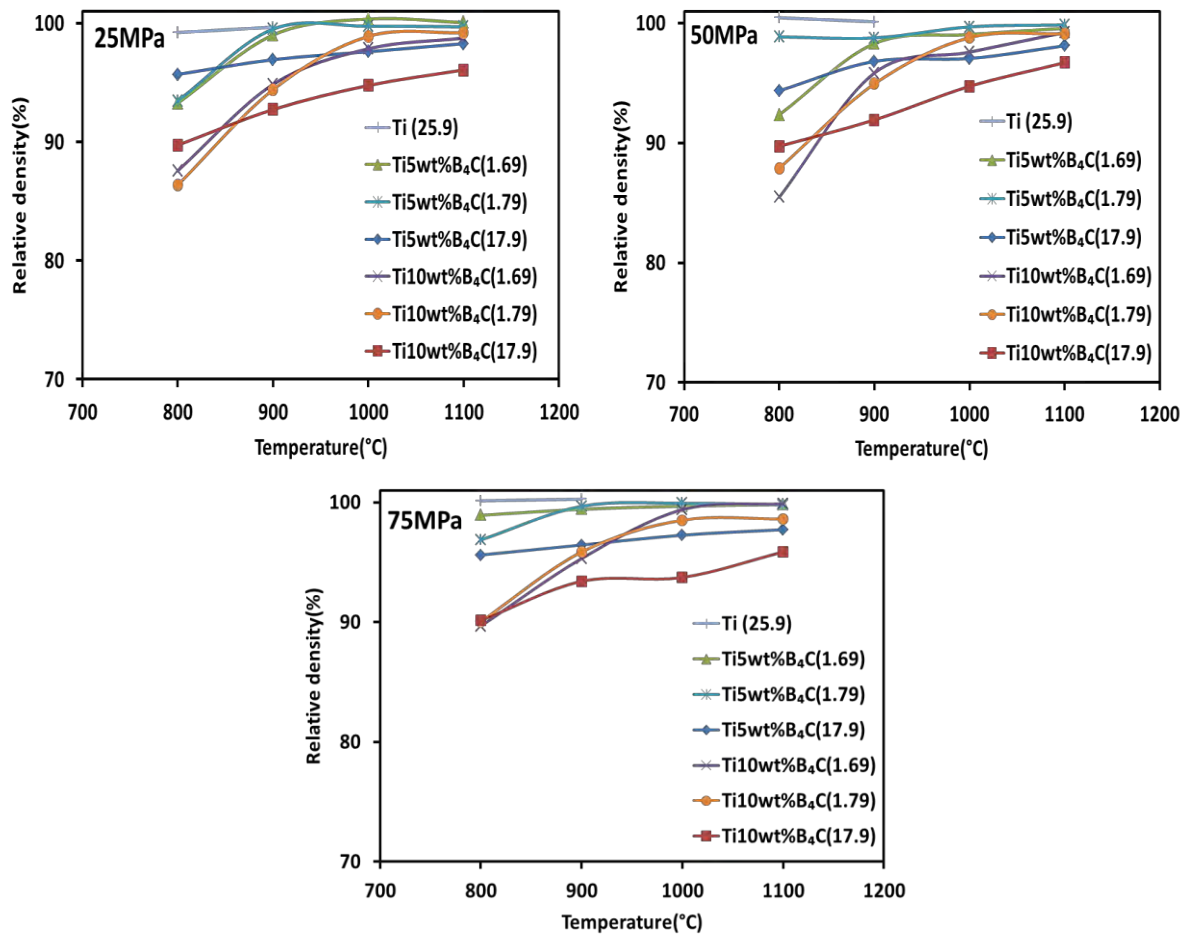 25MPa
Relative density(%)
100
90
80
70
700 800 900 1000 1100 1200
Temperature(°C)
Ti (25.9)
Ti5wt%B₄C(1.69)
Ti5wt%B₄C(1.79)
Ti5wt%B₄C(17.9)
Ti10wt%B₄C(1.69)
Ti10wt%B₄C(1.79)
Ti10wt%B₄C(17.9)
50MPa
Relative density(%)
100
90
80
70
700 800 900 1000 1100 1200
Temperature(°C)
Ti (25.9)
Ti5wt%B₄C(1.69)
Ti5wt%B₄C(1.79)
Ti5wt%B₄C(17.9)
Ti10wt%B₄C(1.69)
Ti10wt%B₄C(1.79)
Ti10wt%B₄C(17.9)
75MPa
Relative density(%)
100
90
80
70
700 800 900 1000 1100 1200
Temperature(°C)
Ti (25.9)
Ti5wt%B₄C(1.69)
Ti5wt%B₄C(1.79)
Ti5wt%B₄C(17.9)
Ti10wt%B₄C(1.69)
Ti10wt%B₄C(1.79)
Ti10wt%B₄C(17.9)